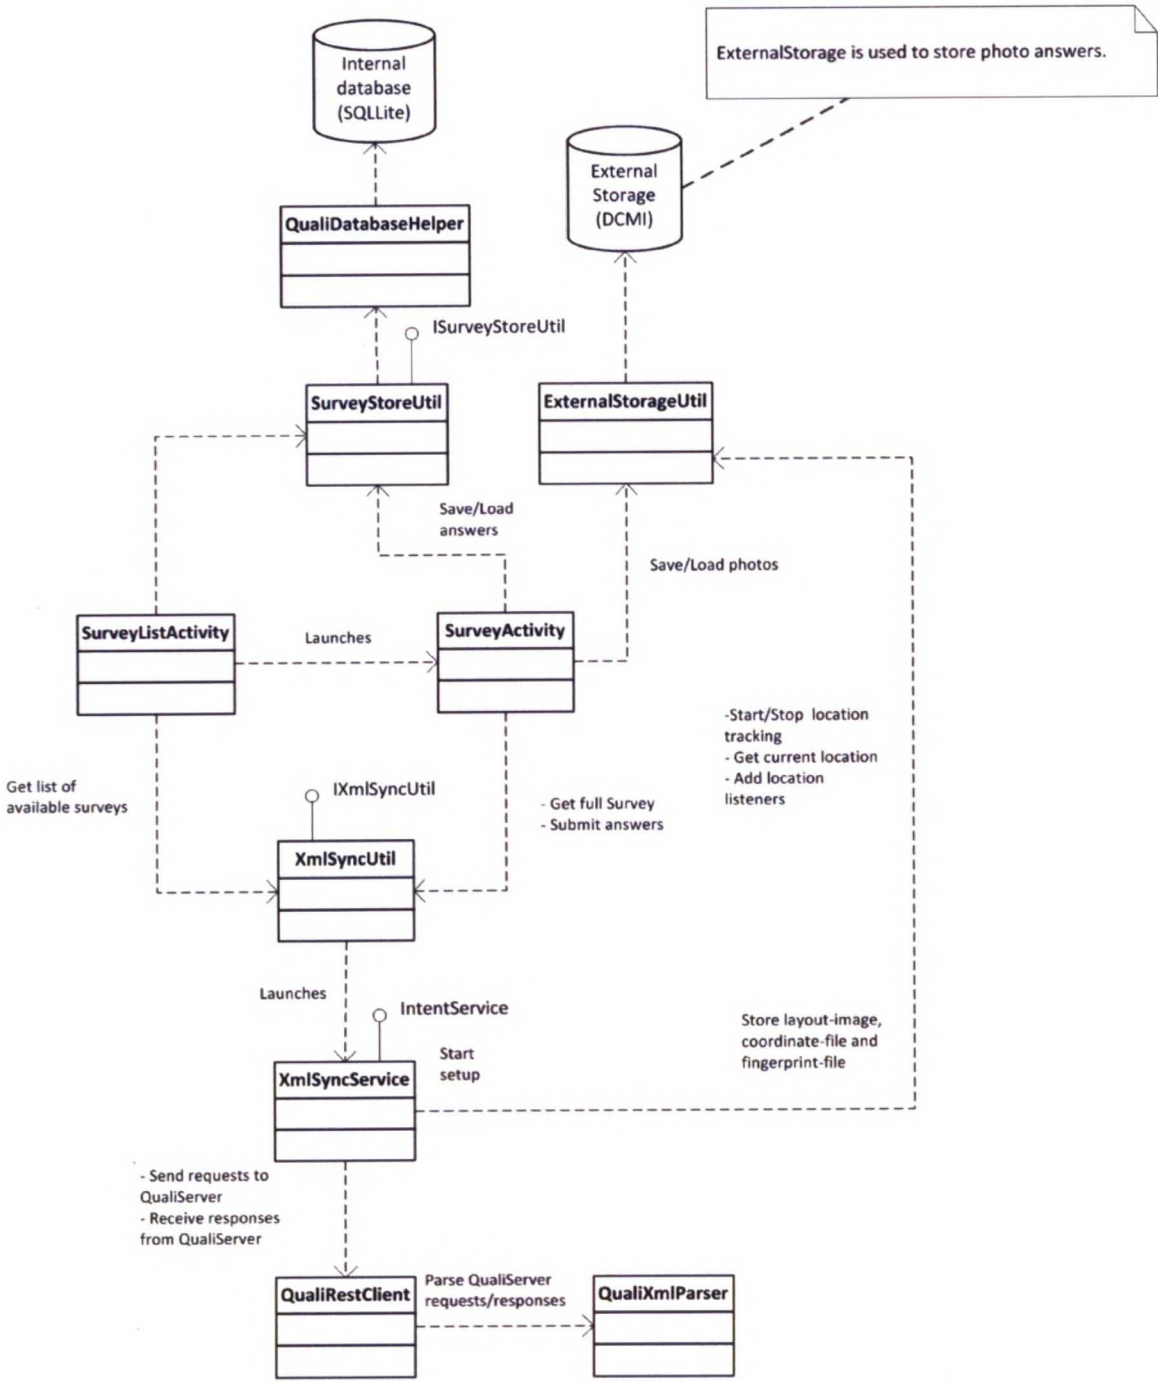 Internal
database
(SQLLite)
ExternalStorage is used to store photo answers.
External
Storage
(DCMI)
QualiDatabaseHelper
ISurveyStoreUtil
SurveyStoreUtil
ExternalStorageUtil
Save/Load
answers
Save/Load photos
SurveyListActivity
Launches
SurveyActivity
-Start/Stop location
tracking
- Get current location
- Add location
listeners
Get list of
available surveys
IXmlSyncUtil
- Get full Survey
- Submit answers
XmlSyncUtil
Launches
IntentService
Start
setup
Store layout-image,
coordinate-file and
fingerprint-file
XmlSyncService
- Send requests to
QualiServer
- Receive responses
from QualiServer
QualiRestClient
Parse QualiServer
requests/responses
QualiXmlParser